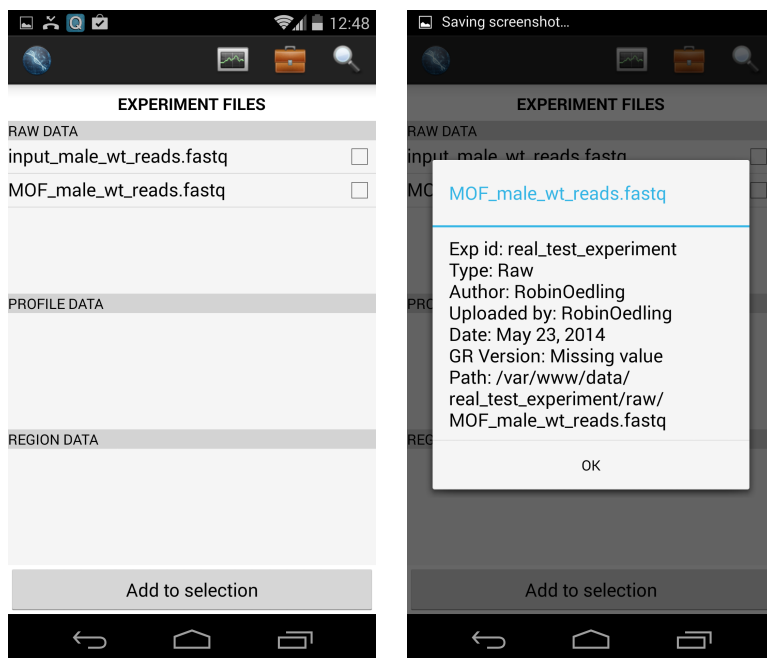 12:48
EXPERIMENT FILES
RAW DATA
input_male_wt_reads.fastq
MOF_male_wt_reads.fastq
PROFILE DATA
REGION DATA
Add to selection
Saving screenshot...
EXPERIMENT FILES
RAW DATA
input_male_wt_reads.fastq
MO
MOF_male_wt_reads.fastq
Exp id: real_test_experiment
Type: Raw
Author: RobinOedling
Uploaded by: RobinOedling
Date: May 23, 2014
GR Version: Missing value
Path: /var/www/data/
real_test_experiment/raw/
MOF_male_wt_reads.fastq
OK
PRO
REG
Add to selection